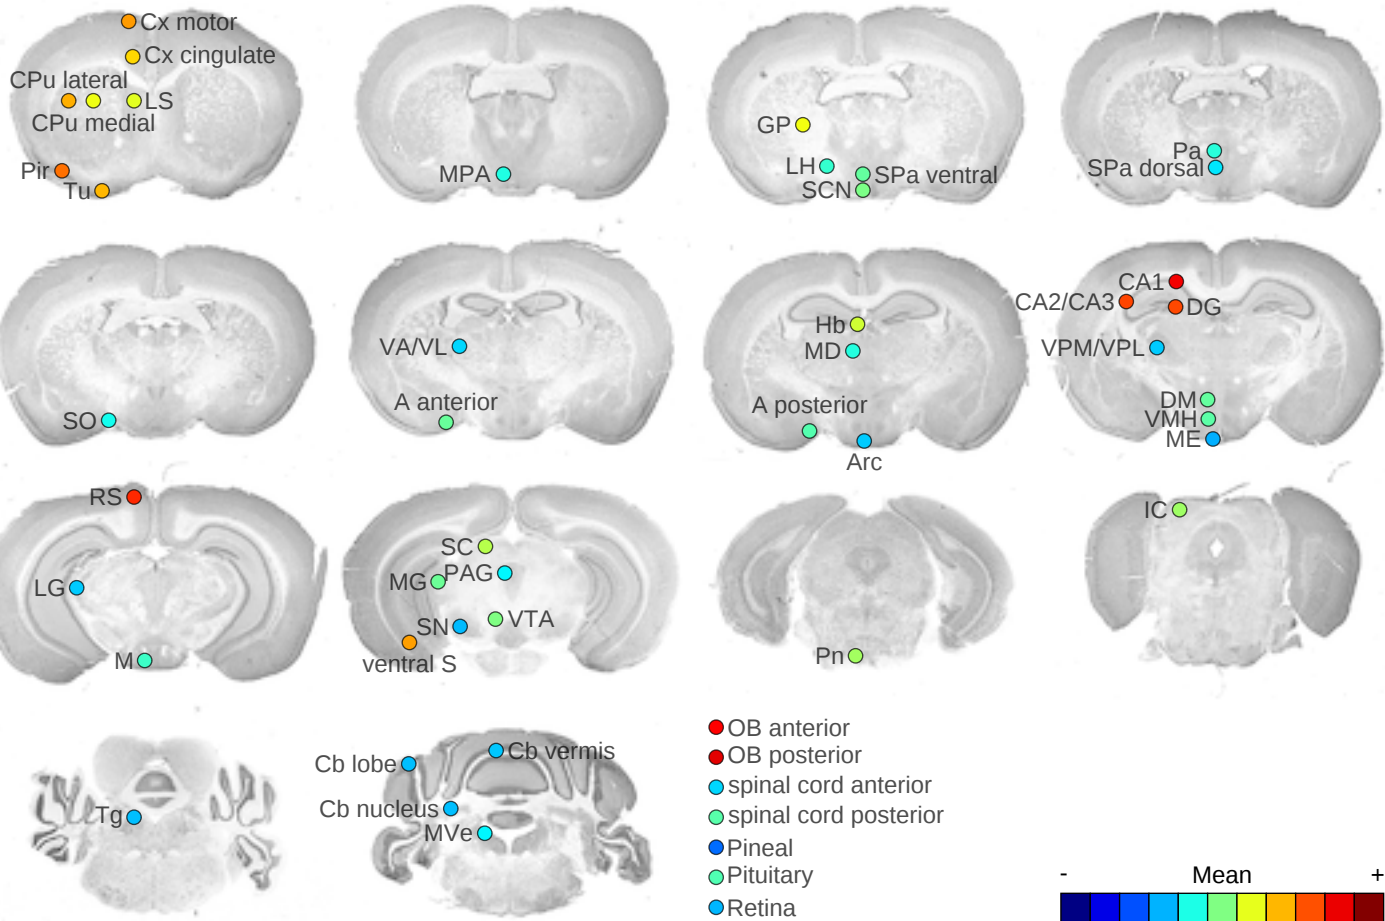 Cx motor
Cx cingulate
CPu lateral
LS
CPu medial
Pir
Tu
MPA
GP
LH
SPa ventral
SCN
Pa
SPa dorsal
SO
VA/VL
A anterior
Hb
MD
A posterior
Arc
CA1
CA2/CA3
DG
VPM/VPL
DM
VMH
ME
RS
LG
M
SC
PAG
MG
SN
VTA
ventral S
Pn
IC
Tg
Cb lobe
Cb vermis
Cb nucleus
MVe
OB anterior
OB posterior
spinal cord anterior
spinal cord posterior
Pineal
Pituitary
Retina
- Mean +